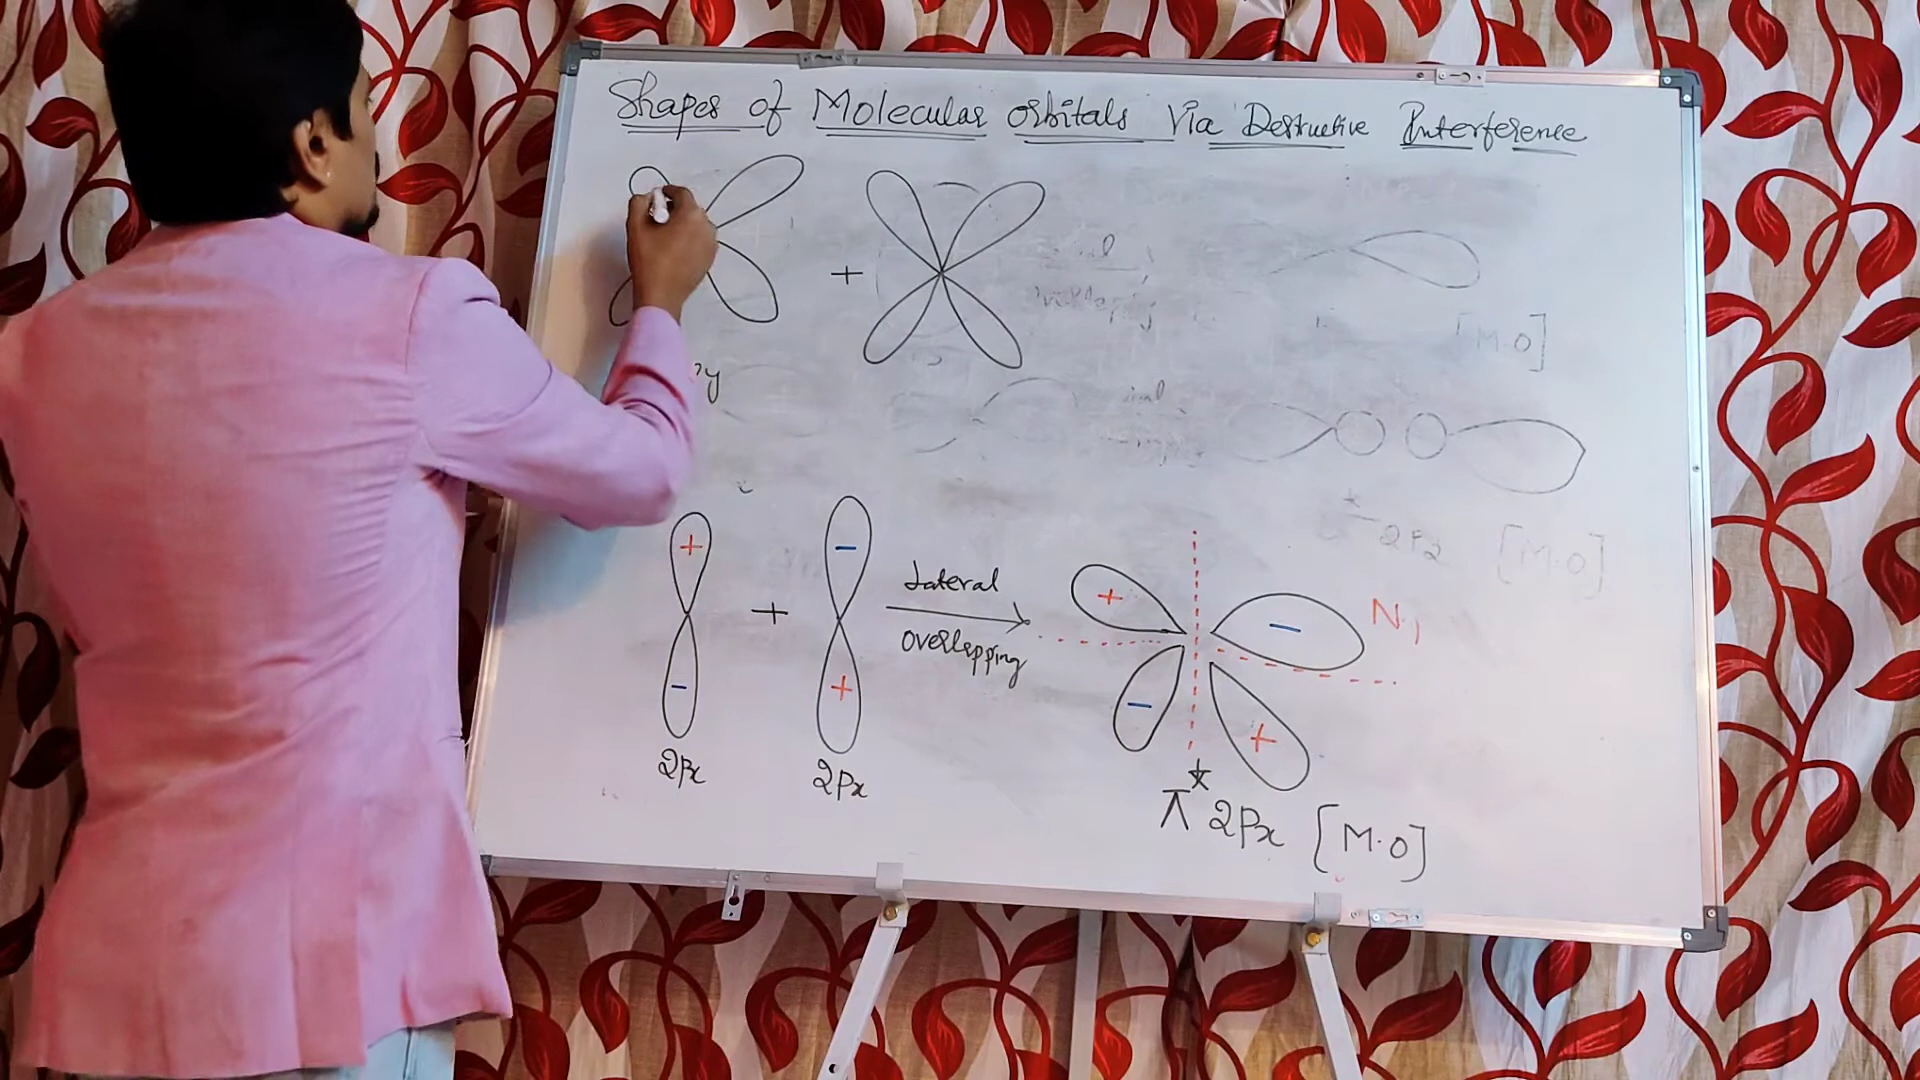 Shapes of Molecular orbitals Via Destructive Interference
+
[M.O]
+ −
+
Lateral
overlapping
− +
2Px 2Px
+ − N.
− +
π* 2Px [M.O]
* 2Pz [M.O]